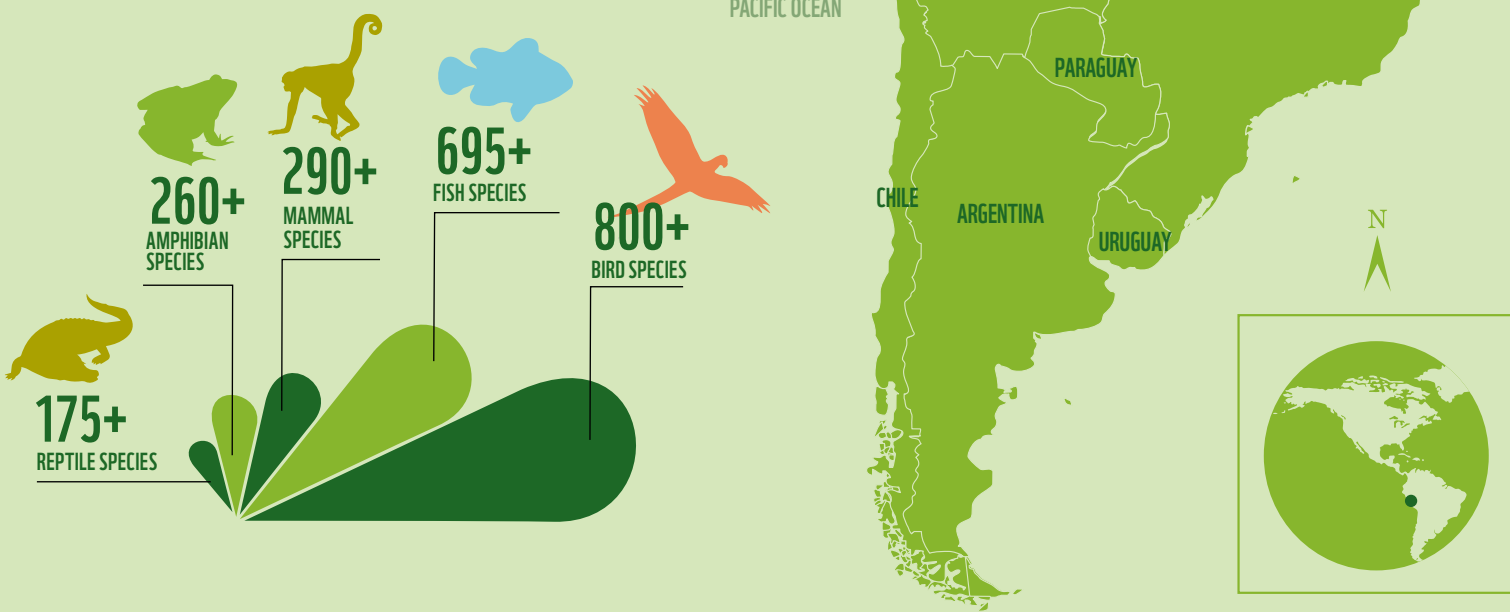 PACIFIC OCEAN
PARAGUAY
CHILE
ARGENTINA
URUGUAY
N
175+
REPTILE SPECIES
260+
AMPHIBIAN
SPECIES
290+
MAMMAL
SPECIES
695+
FISH SPECIES
800+
BIRD SPECIES